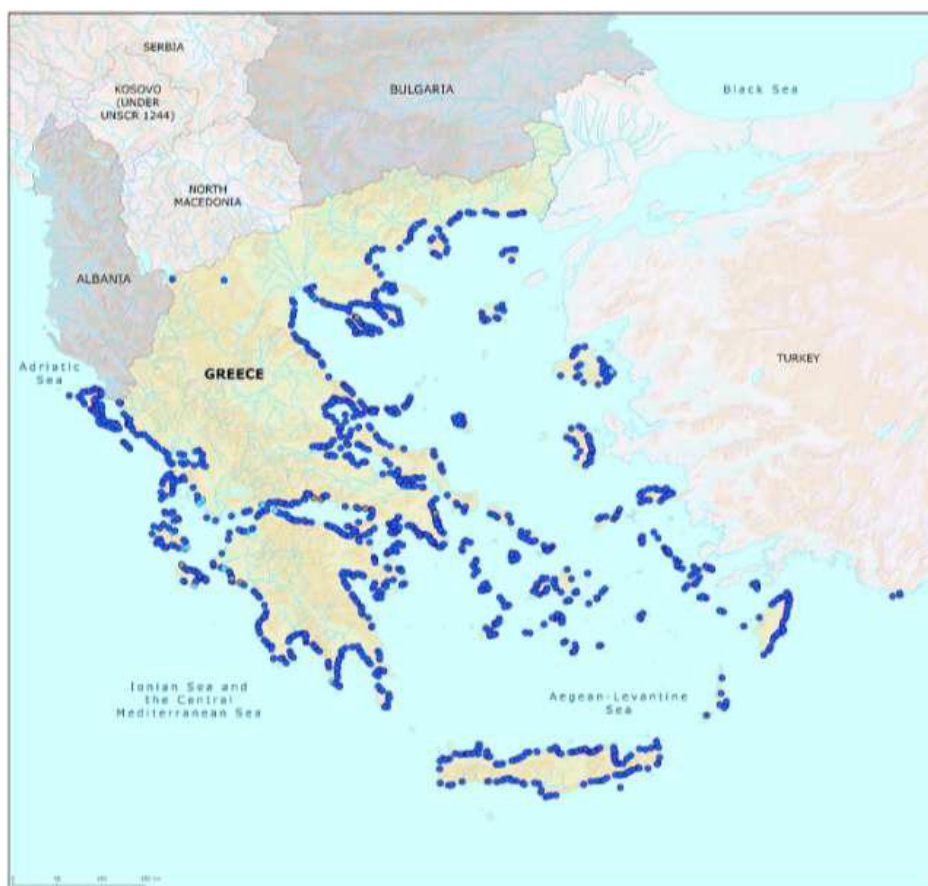 SERBIA
KOSOVO
(UNDER
UNSCR 1244)
BULGARIA
Black Sea
NORTH
MACEDONIA
ALBANIA
Adriatic
Sea
GREECE
TURKEY
Ionian Sea and
the Central
Mediterranean Sea
Aegean-Levantine
Sea